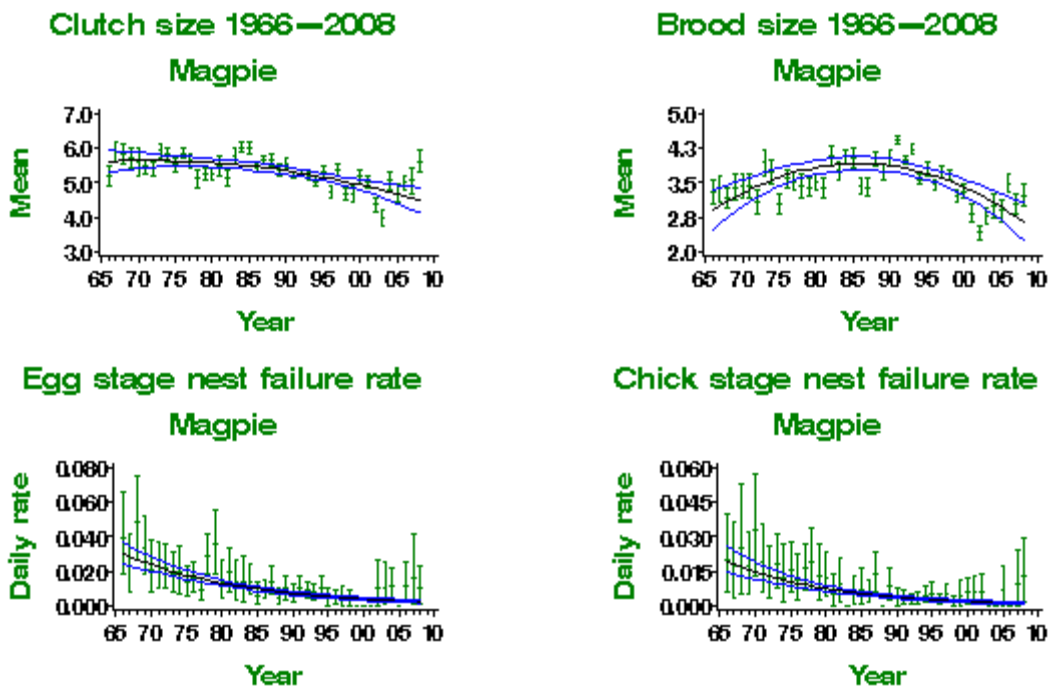 Clutch size 1966—2008
Magpie
7.0
6.0
5.0
4.0
3.0
Mean
65 70 75 80 85 90 95 00 05 10
Year
Brood size 1966—2008
Magpie
5.0
4.3
3.5
2.8
2.0
Mean
65 70 75 80 85 90 95 00 05 10
Year
Egg stage nest failure rate
Magpie
0.080
0.060
0.040
0.020
0.000
Daily rate
65 70 75 80 85 90 95 00 05 10
Year
Chick stage nest failure rate
Magpie
0.060
0.045
0.030
0.015
0.000
Daily rate
65 70 75 80 85 90 95 00 05 10
Year